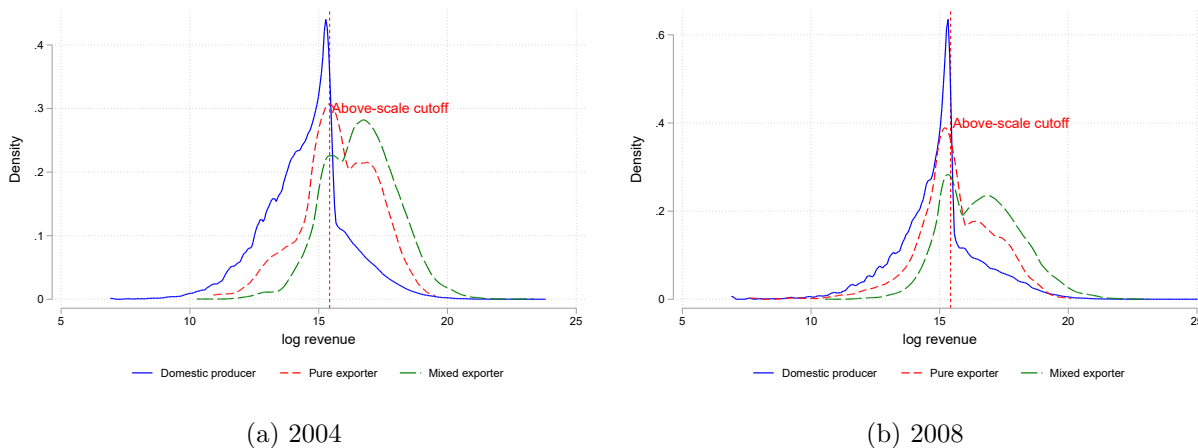 Density
.4
.3
.2
.1
0
Above-scale cutoff
5 10 15 20 25
log revenue
Domestic producer Pure exporter Mixed exporter
(a) 2004
Density
.6
.4
.2
0
Above-scale cutoff
5 10 15 20 25
log revenue
Domestic producer Pure exporter Mixed exporter
(b) 2008